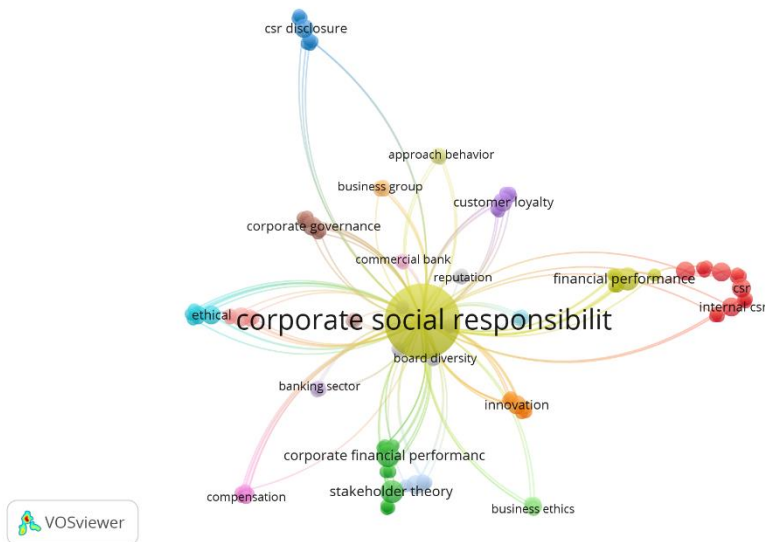 csr disclosure
approach behavior
business group
customer loyalty
corporate governance
commercial bank
reputation
financial performance
csr
internal csr
ethical
corporate social responsibilit
board diversity
banking sector
innovation
corporate financial performanc
stakeholder theory
compensation
business ethics
VOSviewer